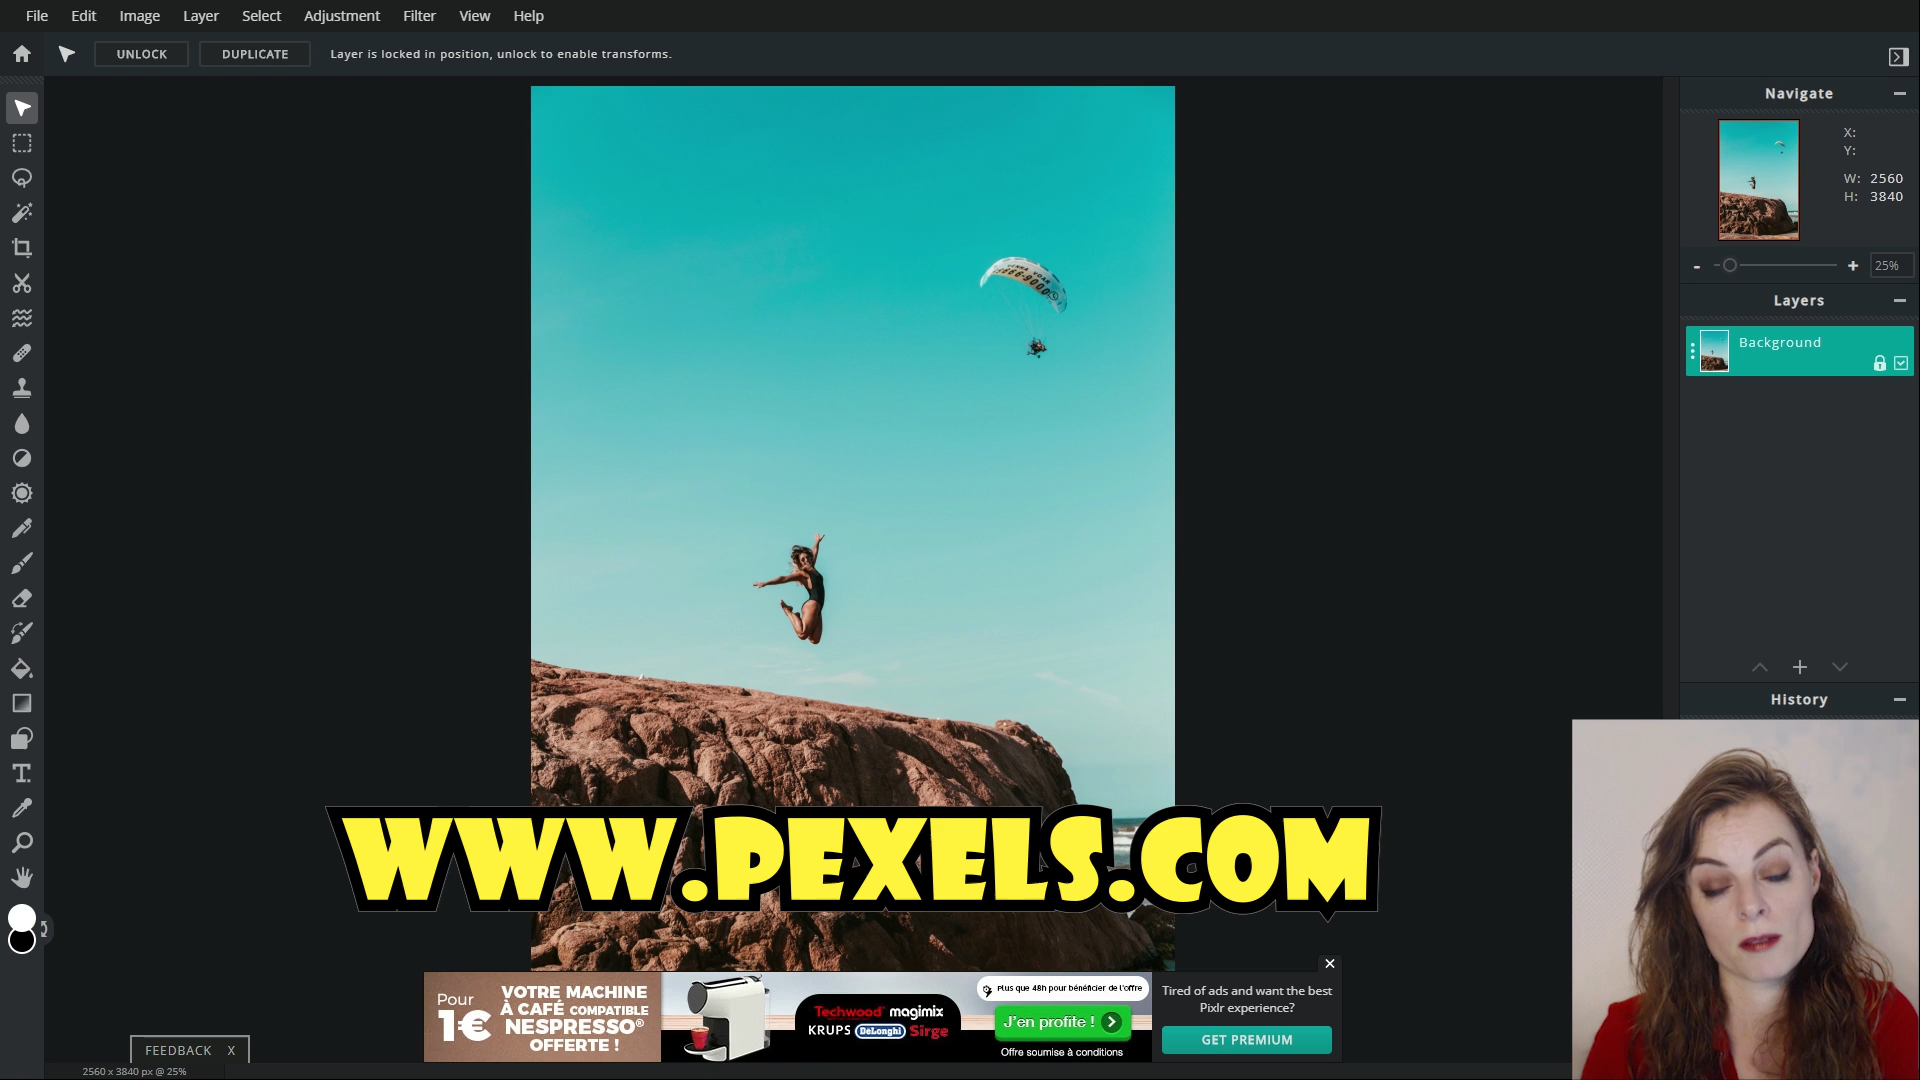 File Edit Image Layer Select Adjustment Filter View Help
UNLOCK DUPLICATE Layer is locked in position, unlock to enable transforms.
Navigate
X:
Y:
W: 2560
H: 3840
- + 25%
Layers
Background
History
WWW.PEXELS.COM
Pour
1€
VOTRE MACHINE
À CAFÉ COMPATIBLE
NESPRESSO®
OFFERTE !
Techwood magimix
KRUPS DeLonghi Sirge
Plus que 48h pour bénéficier de l'offre
J'en profite !
Offre soumise à conditions
Tired of ads and want the best
Pixlr experience?
GET PREMIUM
FEEDBACK X
2560 x 3840 px @ 25%